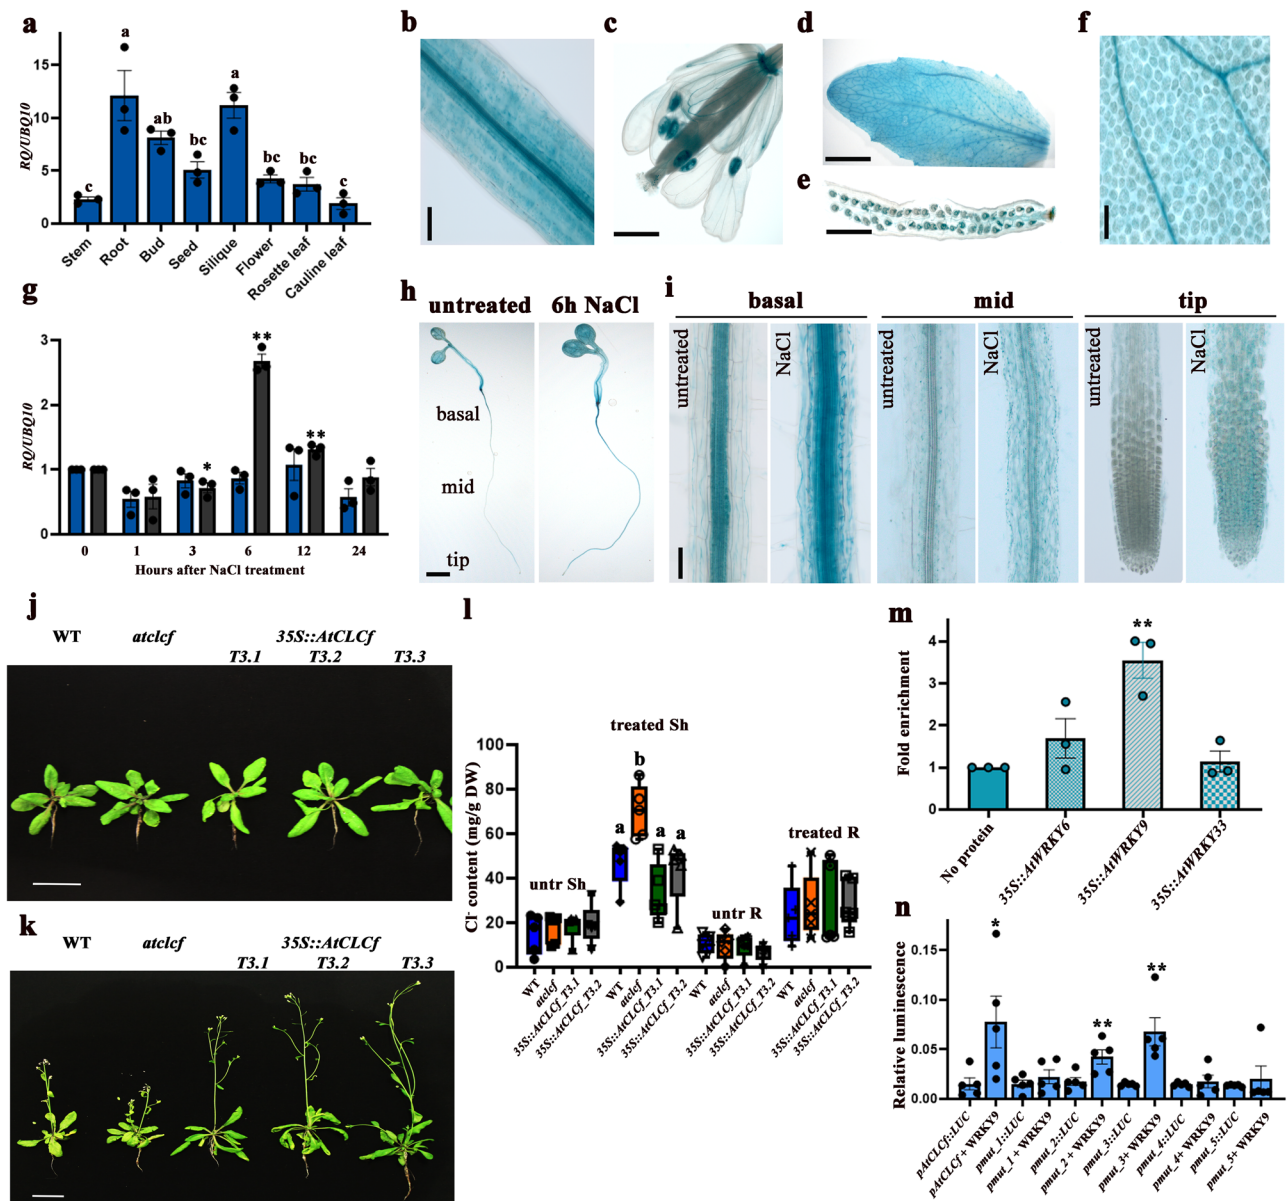 a
RQ/UBQ10
15
10
5
0
a
ab
a
bc
bc
bc
c
c
Stem
Root
Bud
Seed
Silique
Flower
Rosette leaf
Cauline leaf
b
c
d
e
f
g
RQ/UBQ10
3
2
1
0
**
**
*
0 1 3 6 12 24
Hours after NaCl treatment
h
untreated 6h NaCl
basal
mid
tip
i
basal mid tip
untreated
NaCl
untreated
NaCl
untreated
NaCl
j
WT atclcf 35S::AtCLCf
T3.1 T3.2 T3.3
k
WT atclcf 35S::AtCLCf
T3.1 T3.2 T3.3
l
Cl- content (mg/g DW)
100
80
60
40
20
0
untr Sh
treated Sh
untr R
treated R
a
b
a
a
WT
atclcf
35S::AtCLCf_T3.1
35S::AtCLCf_T3.2
WT
atclcf
35S::AtCLCf_T3.1
35S::AtCLCf_T3.2
WT
atclcf
35S::AtCLCf_T3.1
35S::AtCLCf_T3.2
WT
atclcf
35S::AtCLCf_T3.1
35S::AtCLCf_T3.2
m
Fold enrichment
4
3
2
1
0
**
No protein
35S::AtWRKY6
35S::AtWRKY9
35S::AtWRKY33
n
Relative luminescence
0.15
0.10
0.05
0.00
*
**
**
pAtCLCf::LUC
pAtCLCf + WRKY9
pmut_1::LUC
pmut_1 + WRKY9
pmut_2::LUC
pmut_2 + WRKY9
pmut_3::LUC
pmut_3+ WRKY9
pmut_4::LUC
pmut_4+ WRKY9
pmut_5::LUC
pmut_5+ WRKY9